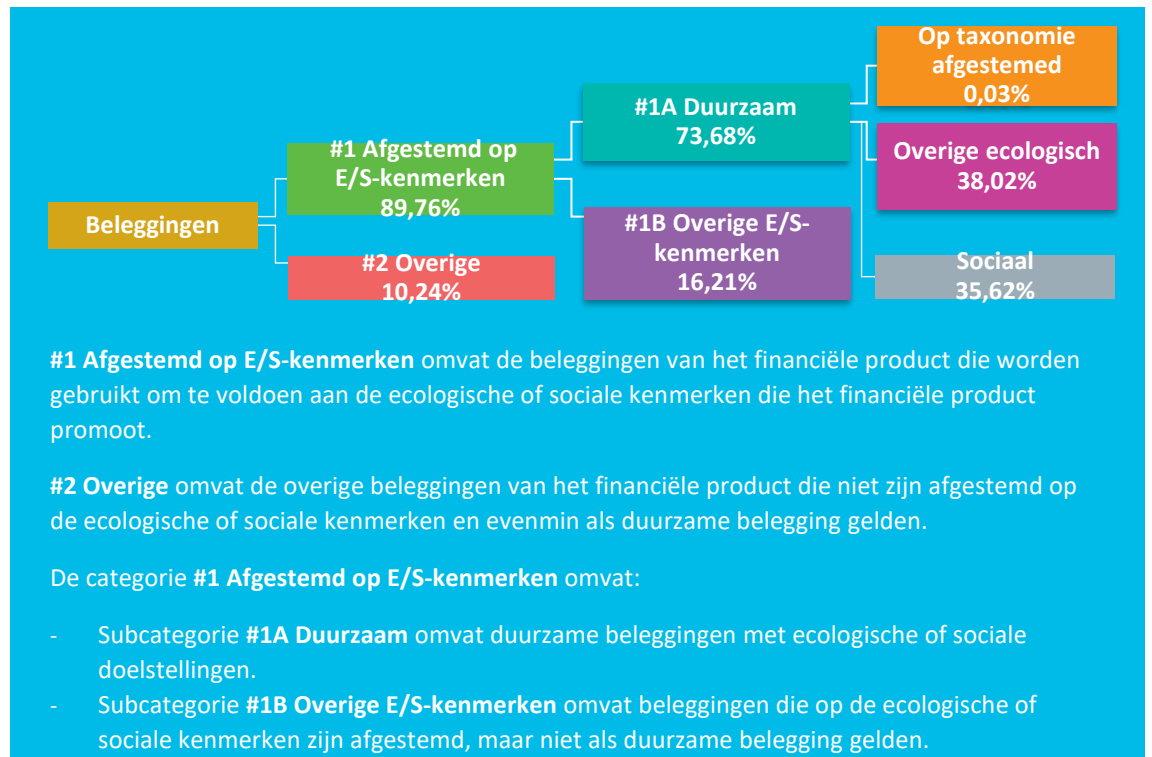 Beleggingen
#1 Afgestemd op
E/S-kenmerken
89,76%
#2 Overige
10,24%
#1A Duurzaam
73,68%
#1B Overige E/S-
kenmerken
16,21%
Op taxonomie
afgestemed
0,03%
Overige ecologisch
38,02%
Sociaal
35,62%
#1 Afgestemd op E/S-kenmerken omvat de beleggingen van het financiële product die worden
gebruikt om te voldoen aan de ecologische of sociale kenmerken die het financiële product
promoot.
#2 Overige omvat de overige beleggingen van het financiële product die niet zijn afgestemd op
de ecologische of sociale kenmerken en evenmin als duurzame belegging gelden.
De categorie #1 Afgestemd op E/S-kenmerken omvat:
- Subcategorie #1A Duurzaam omvat duurzame beleggingen met ecologische of sociale
doelstellingen.
- Subcategorie #1B Overige E/S-kenmerken omvat beleggingen die op de ecologische of
sociale kenmerken zijn afgestemd, maar niet als duurzame belegging gelden.